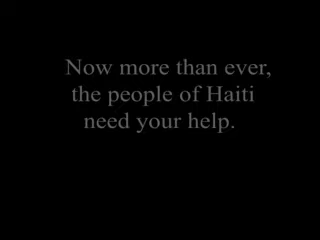 Now more than ever,
the people of Haiti
need your help.